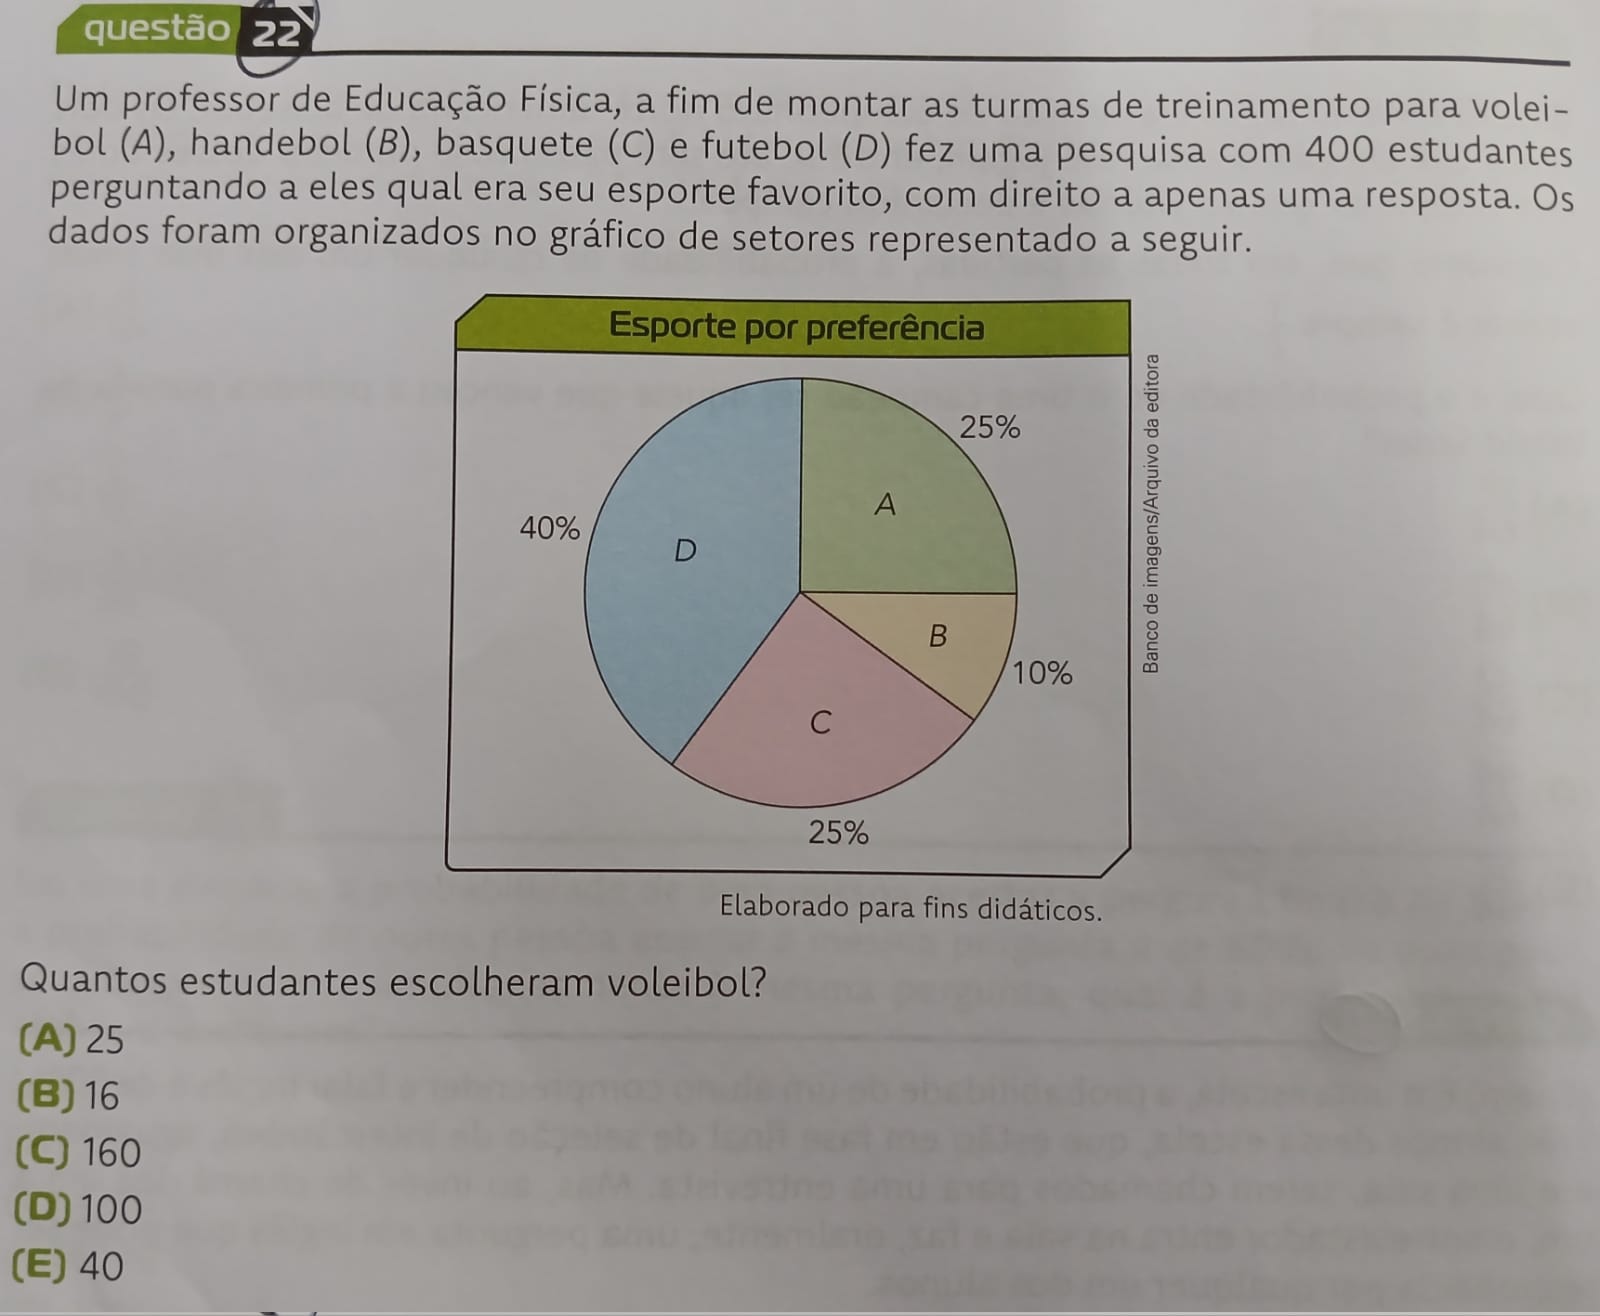 questão 22
Um professor de Educação Física, a fim de montar as turmas de treinamento para volei-
bol (A), handebol (B), basquete (C) e futebol (D) fez uma pesquisa com 400 estudantes
perguntando a eles qual era seu esporte favorito, com direito a apenas uma resposta. Os
dados foram organizados no gráfico de setores representado a seguir.
Esporte por preferência
25%
A
40%
D
B
10%
C
25%
Banco de imagens/Arquivo da editora
Elaborado para fins didáticos.
Quantos estudantes escolheram voleibol?
(A) 25
(B) 16
(C) 160
(D) 100
(E) 40